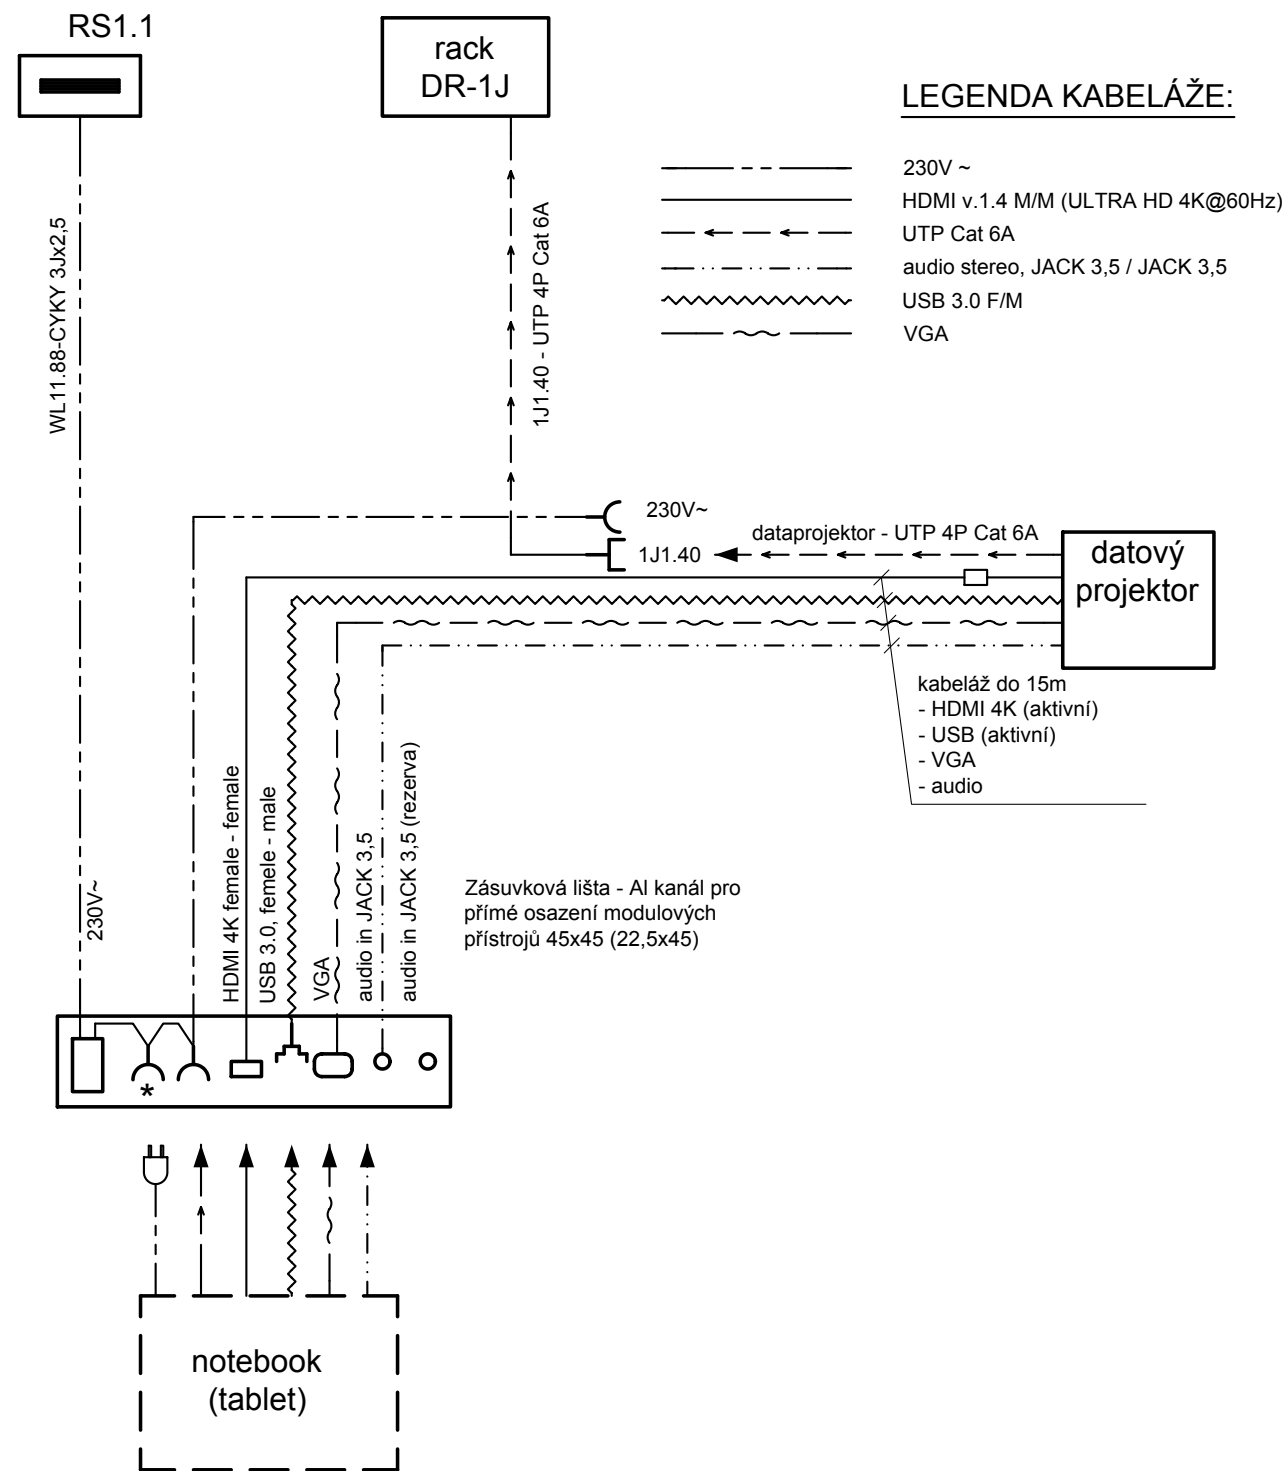 RS1.1
rack
DR-1J
LEGENDA KABELÁŽE:
230V ~
HDMI v.1.4 M/M (ULTRA HD 4K@60Hz)
UTP Cat 6A
audio stereo, JACK 3,5 / JACK 3,5
USB 3.0 F/M
VGA
WL11.88-CYKY 3Jx2,5
1J1.40 - UTP 4P Cat 6A
230V~
1J1.40
dataprojektor - UTP 4P Cat 6A
datový
projektor
kabeláž do 15m
- HDMI 4K (aktivní)
- USB (aktivní)
- VGA
- audio
230V~
HDMI 4K female - female
USB 3.0, femele - male
VGA
audio in JACK 3,5
audio in JACK 3,5 (rezerva)
Zásuvková lišta - Al kanál pro
přímé osazení modulových
přístrojů 45x45 (22,5x45)
*
notebook
(tablet)